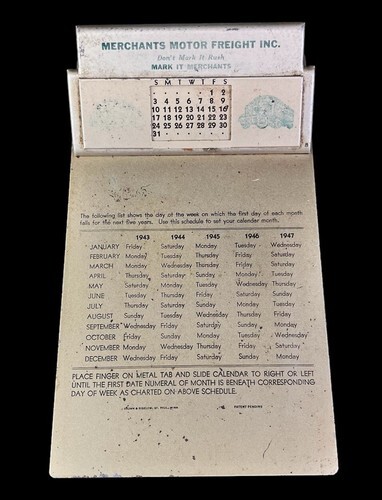 MERCHANTS MOTOR FREIGHT INC.
Don't Mark It Rush
MARK IT MERCHANTS
S M T W T F S
1 2
3 4 5 6 7 8 9
10 11 12 13 14 15 16
17 18 19 20 21 22 23
24 25 26 27 28 29 30
31
The following list shows the day of the week on which the first day of each month
falls for the next five years. Use this schedule to set your calendar month.
1943 1944 1945 1946 1947
JANUARY Friday Saturday Monday Tuesday Wednesday
FEBRUARY Monday Tuesday Thursday Friday Saturday
MARCH Monday Wednesday Thursday Friday Saturday
APRIL Thursday Saturday Sunday Monday Tuesday
MAY Saturday Monday Tuesday Wednesday Thursday
JUNE Tuesday Thursday Friday Saturday Sunday
JULY Thursday Saturday Sunday Monday Tuesday
AUGUST Sunday Tuesday Wednesday Thursday Friday
SEPTEMBER Wednesday Friday Saturday Sunday Monday
OCTOBER Friday Sunday Monday Tuesday Wednesday
NOVEMBER Monday Wednesday Thursday Friday Saturday
DECEMBER Wednesday Friday Saturday Sunday Monday
PLACE FINGER ON METAL TAB AND SLIDE CALENDAR TO RIGHT OR LEFT
UNTIL THE FIRST DATE NUMERAL OF MONTH IS BENEATH CORRESPONDING
DAY OF WEEK AS CHARTED ON ABOVE SCHEDULE.
BROWN & BIGELOW, ST. PAUL, MINN. PATENT PENDING